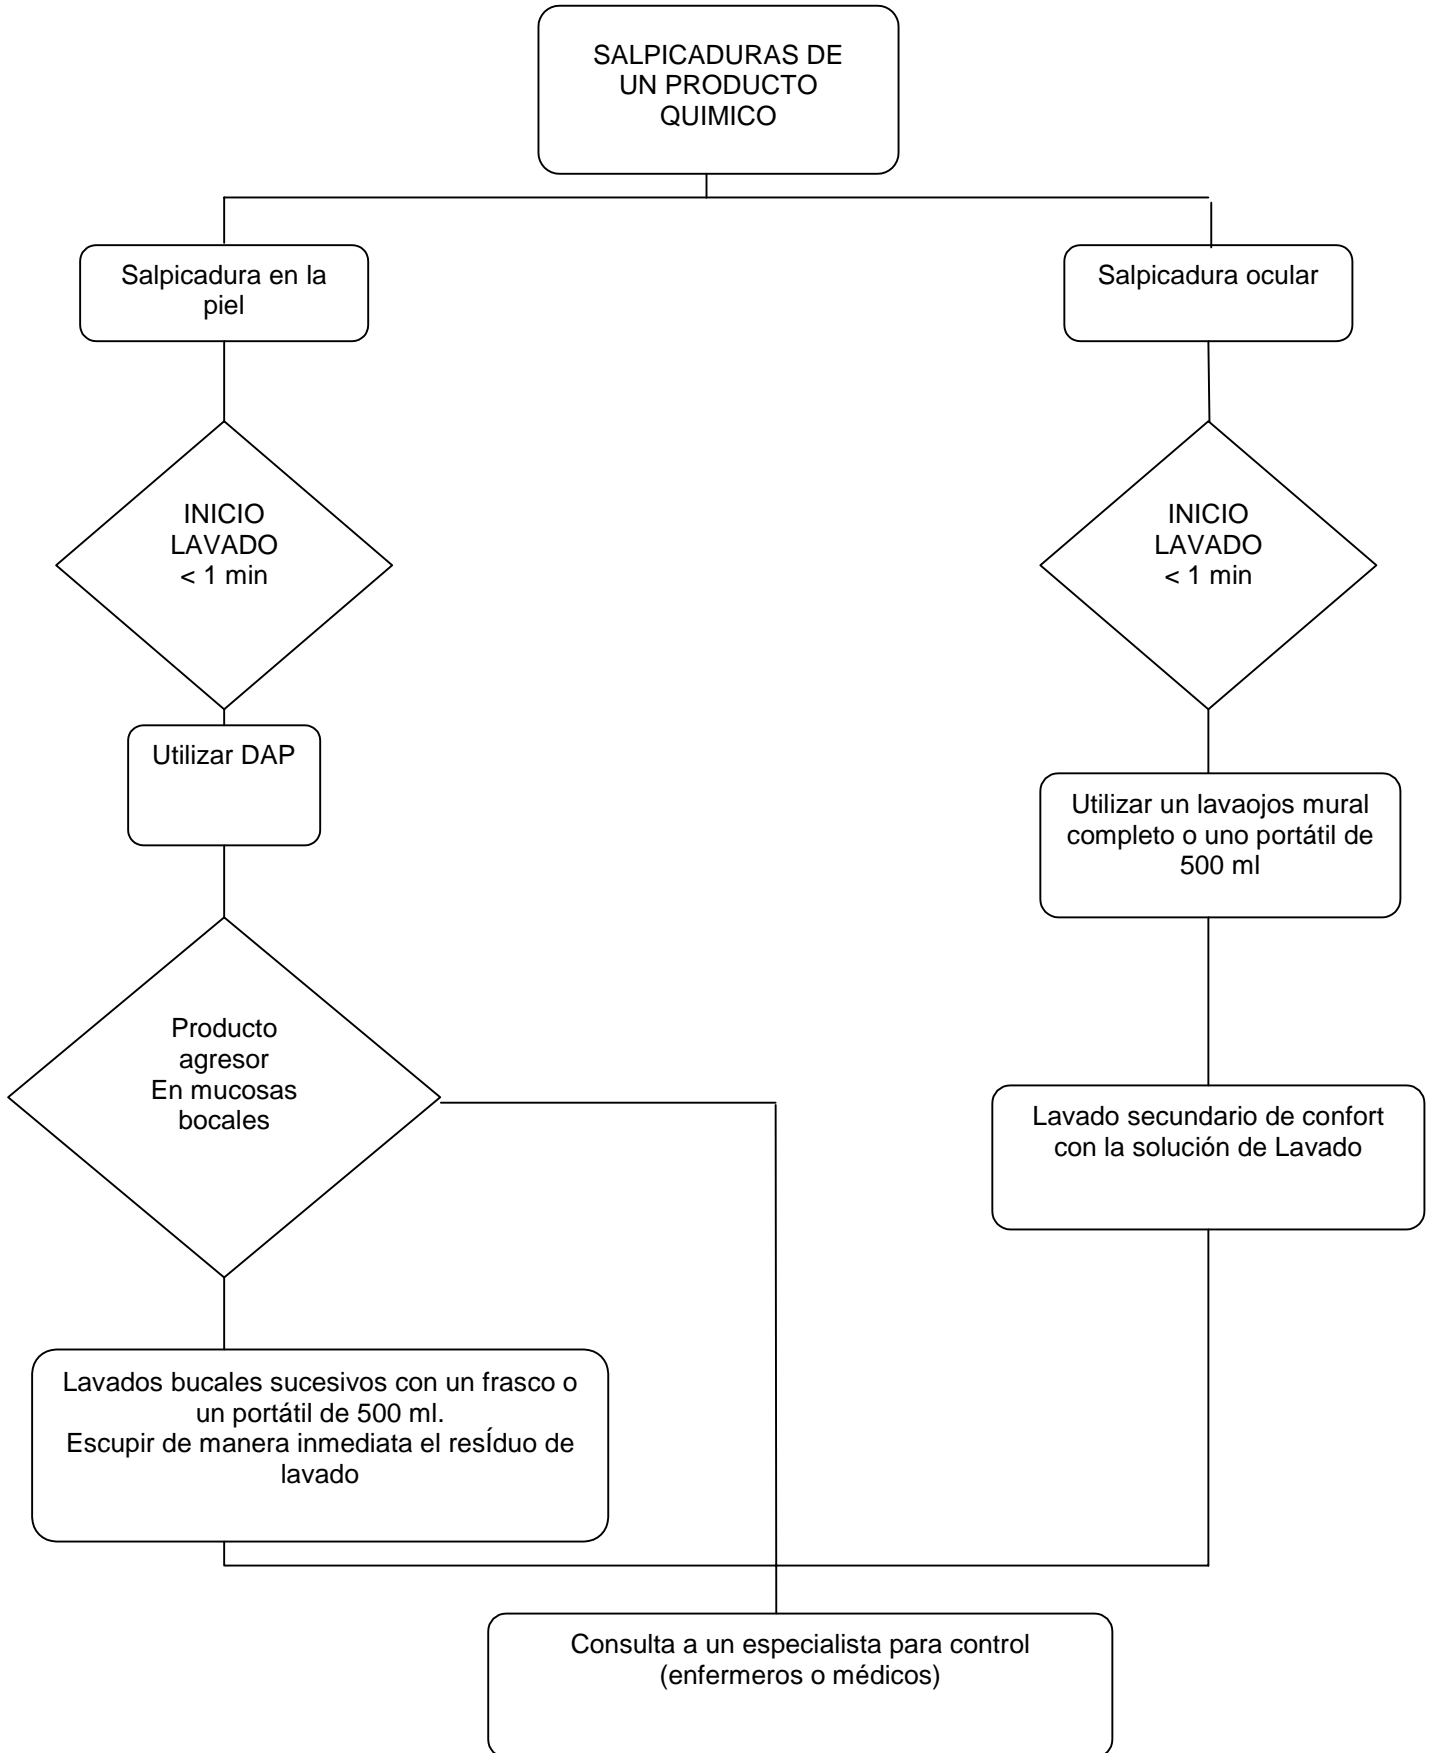 SALPICADURAS DE
UN PRODUCTO
QUIMICO
Salpicadura en la
piel
Salpicadura ocular
INICIO
LAVADO
< 1 min
INICIO
LAVADO
< 1 min
Utilizar DAP
Utilizar un lavaojos mural
completo o uno portátil de
500 ml
Producto
agresor
En mucosas
bocales
Lavado secundario de confort
con la solución de Lavado
Lavados bucales sucesivos con un frasco o
un portátil de 500 ml.
Escupir de manera inmediata el resÍduo de
lavado
Consulta a un especialista para control
(enfermeros o médicos)